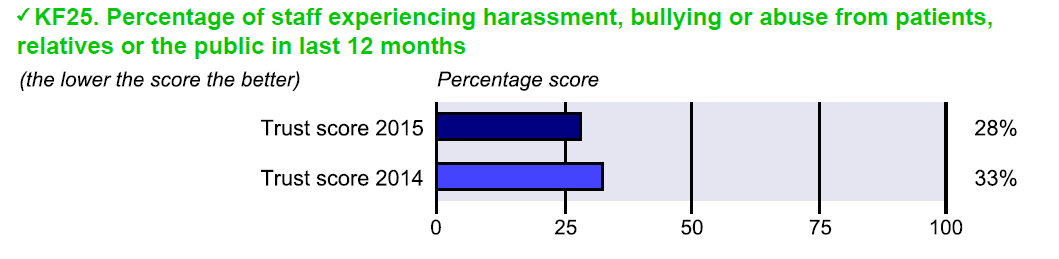 ✓KF25. Percentage of staff experiencing harassment, bullying or abuse from patients,
relatives or the public in last 12 months
(the lower the score the better) Percentage score
Trust score 2015 28%
Trust score 2014 33%
0 25 50 75 100